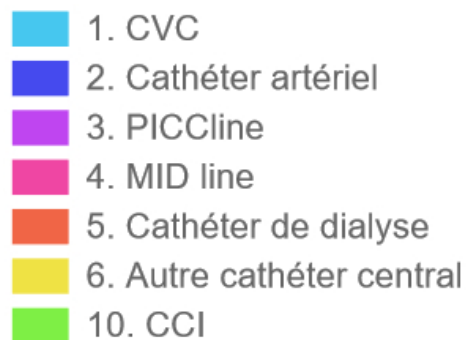 1. CVC
2. Cathéter artériel
3. PICCline
4. MID line
5. Cathéter de dialyse
6. Autre cathéter central
10. CCI